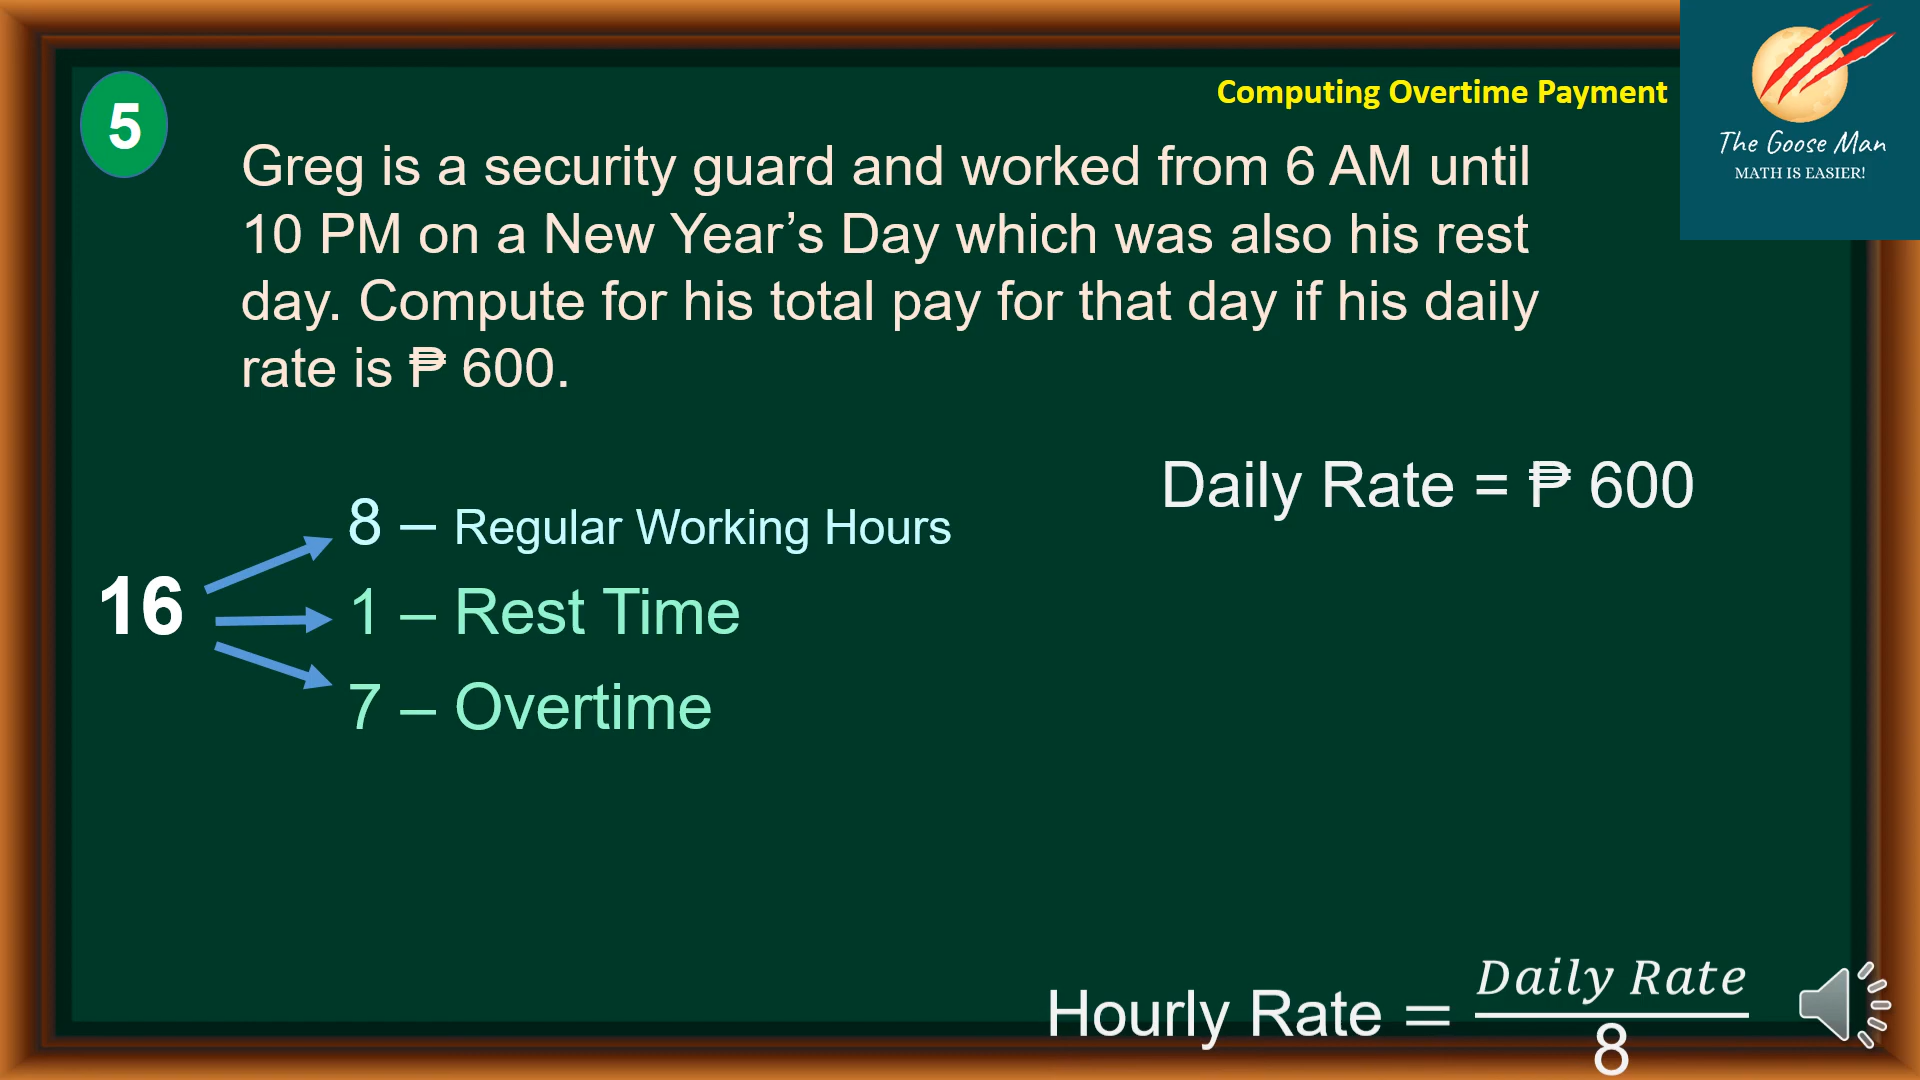 5
Computing Overtime Payment
The Goose Man
MATH IS EASIER!
Greg is a security guard and worked from 6 AM until
10 PM on a New Year’s Day which was also his rest
day. Compute for his total pay for that day if his daily
rate is ₱ 600.
Daily Rate = ₱ 600
16
8 – Regular Working Hours
1 – Rest Time
7 – Overtime
Hourly Rate = Daily Rate / 8